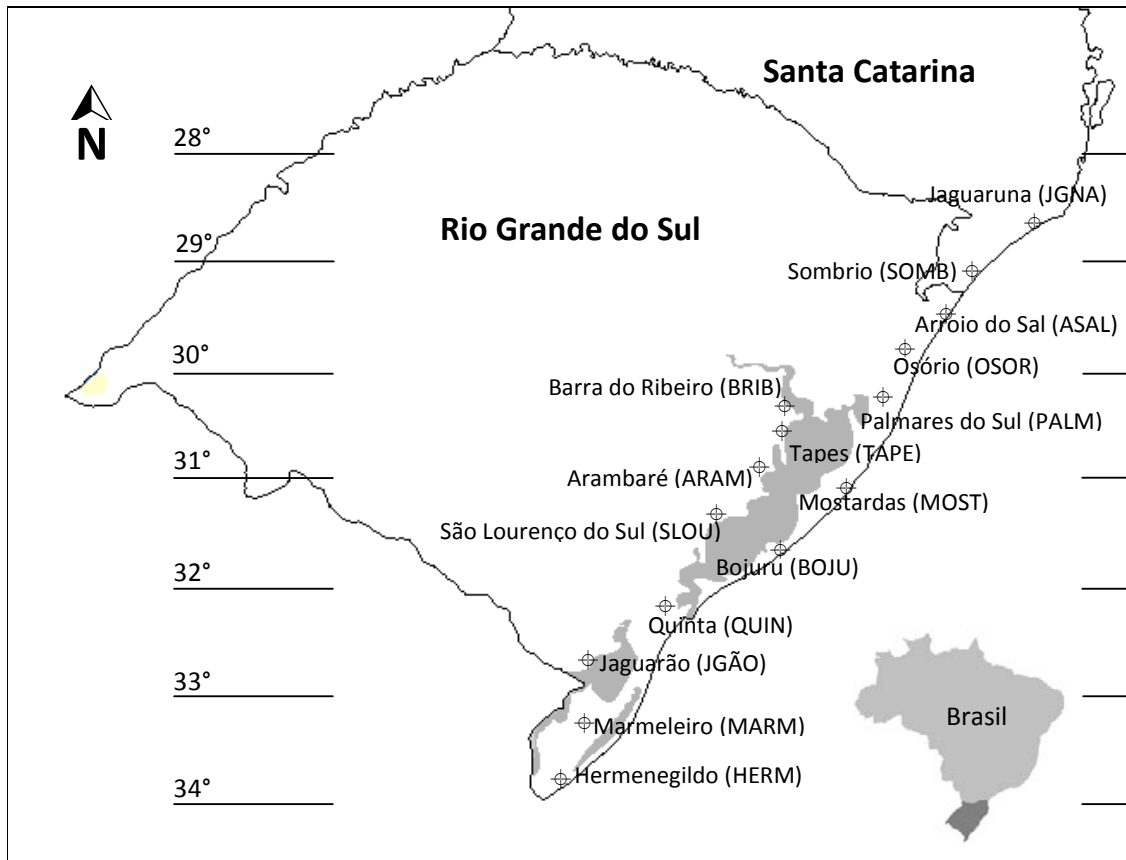 Santa Catarina
N
28°
Jaguaruna (JGNA)
Rio Grande do Sul
29°
Sombrio (SOMB)
Arroio do Sal (ASAL)
30°
Osório (OSOR)
Barra do Ribeiro (BRIB)
Palmares do Sul (PALM)
Tapes (TAPE)
31°
Arambaré (ARAM)
Mostardas (MOST)
São Lourenço do Sul (SLOU)
Bojuru (BOJU)
32°
Quinta (QUIN)
Jaguarão (JGÃO)
33°
Brasil
Marmeleiro (MARM)
Hermenegildo (HERM)
34°